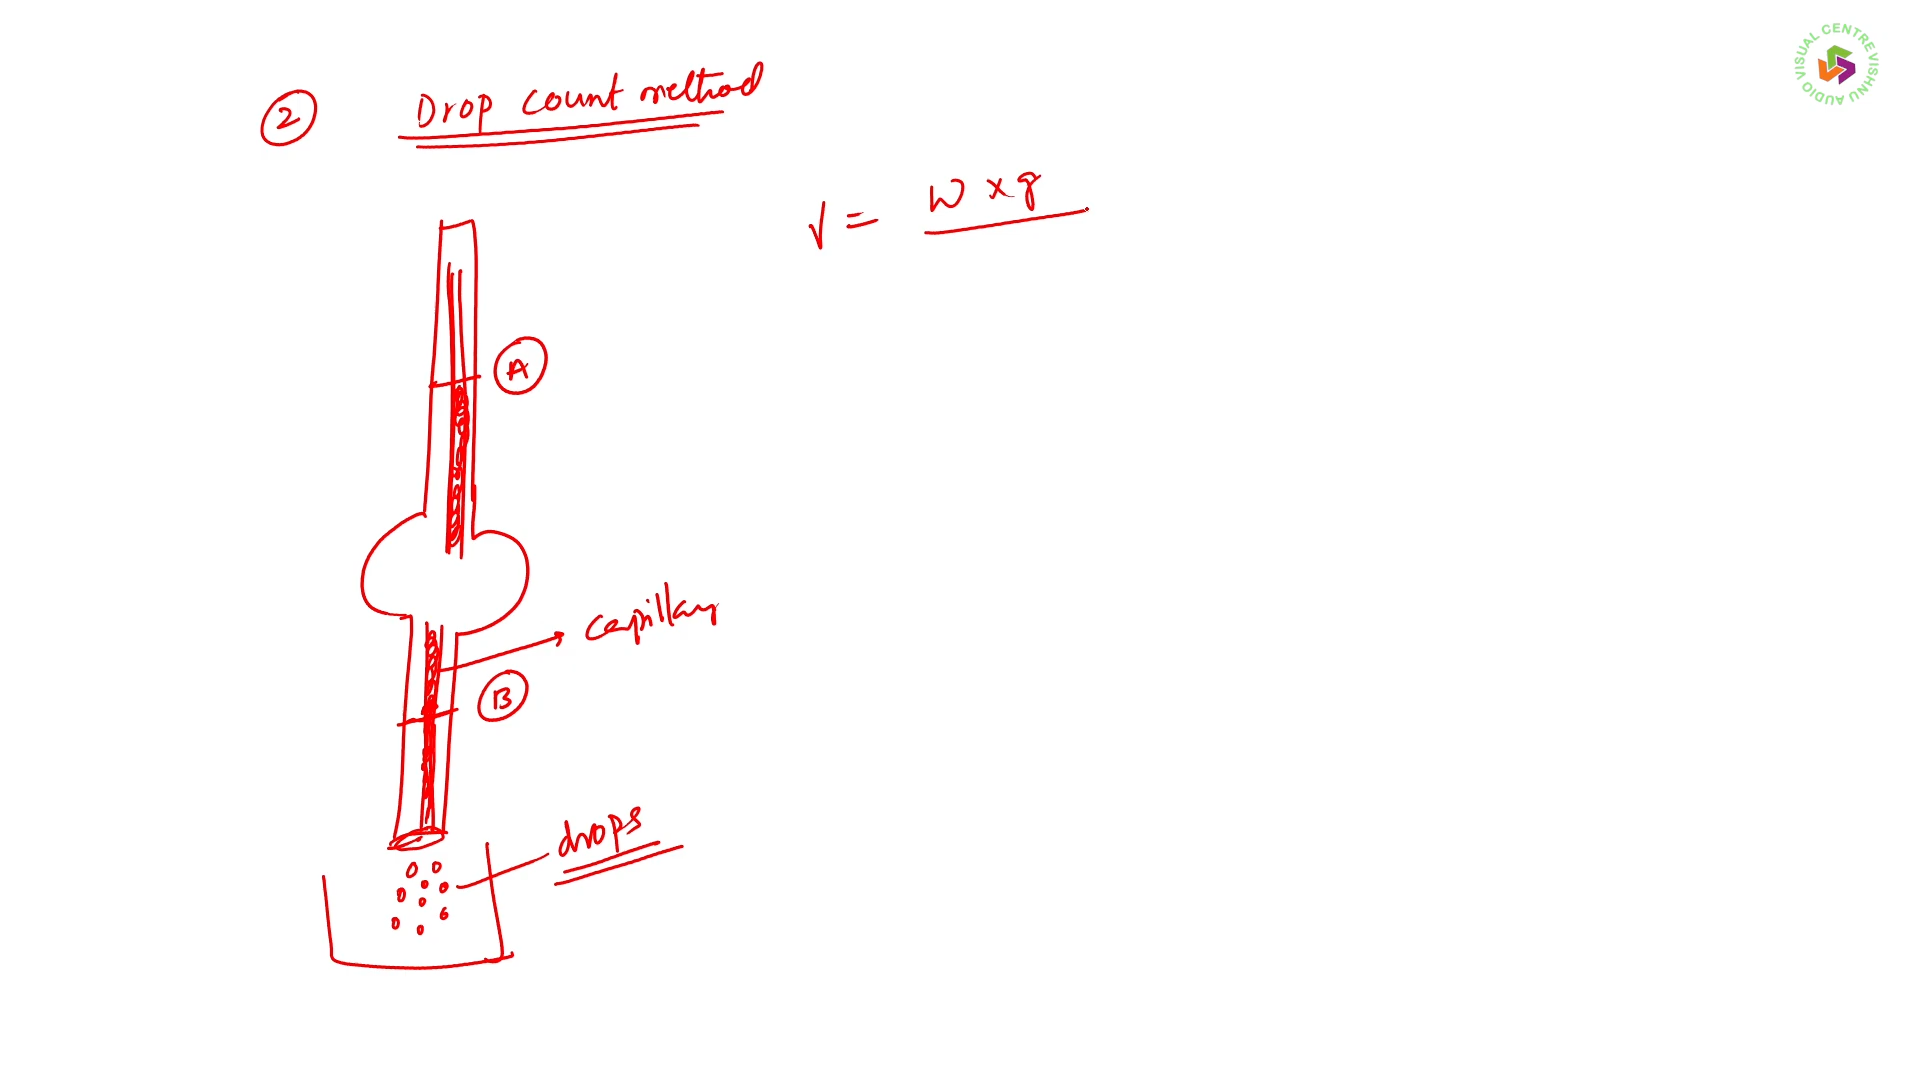 VISUAL CENTRE VISHNU AUDIO
② Drop count method
γ = W × g
A
capillary
B
drops